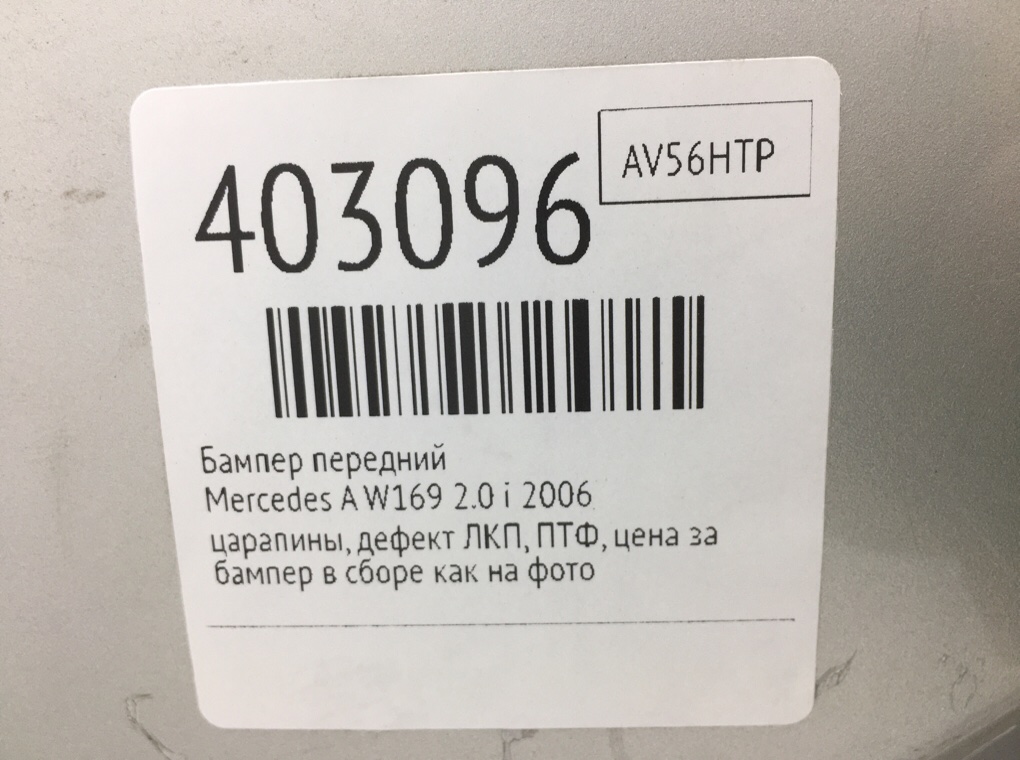 AV56HTP
403096
Бампер передний
Mercedes A W169 2.0 i 2006
царапины, дефект ЛКП, ПТФ, цена за
бампер в сборе как на фото